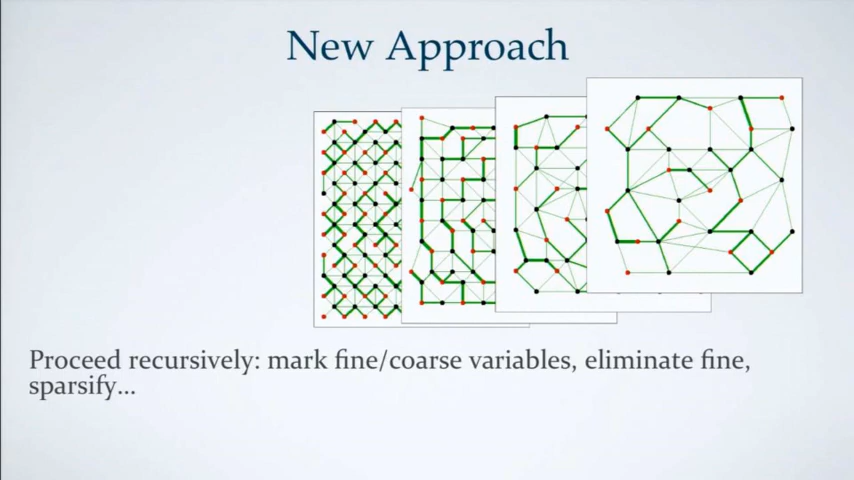 New Approach
Proceed recursively: mark fine/coarse variables, eliminate fine,
sparsify...